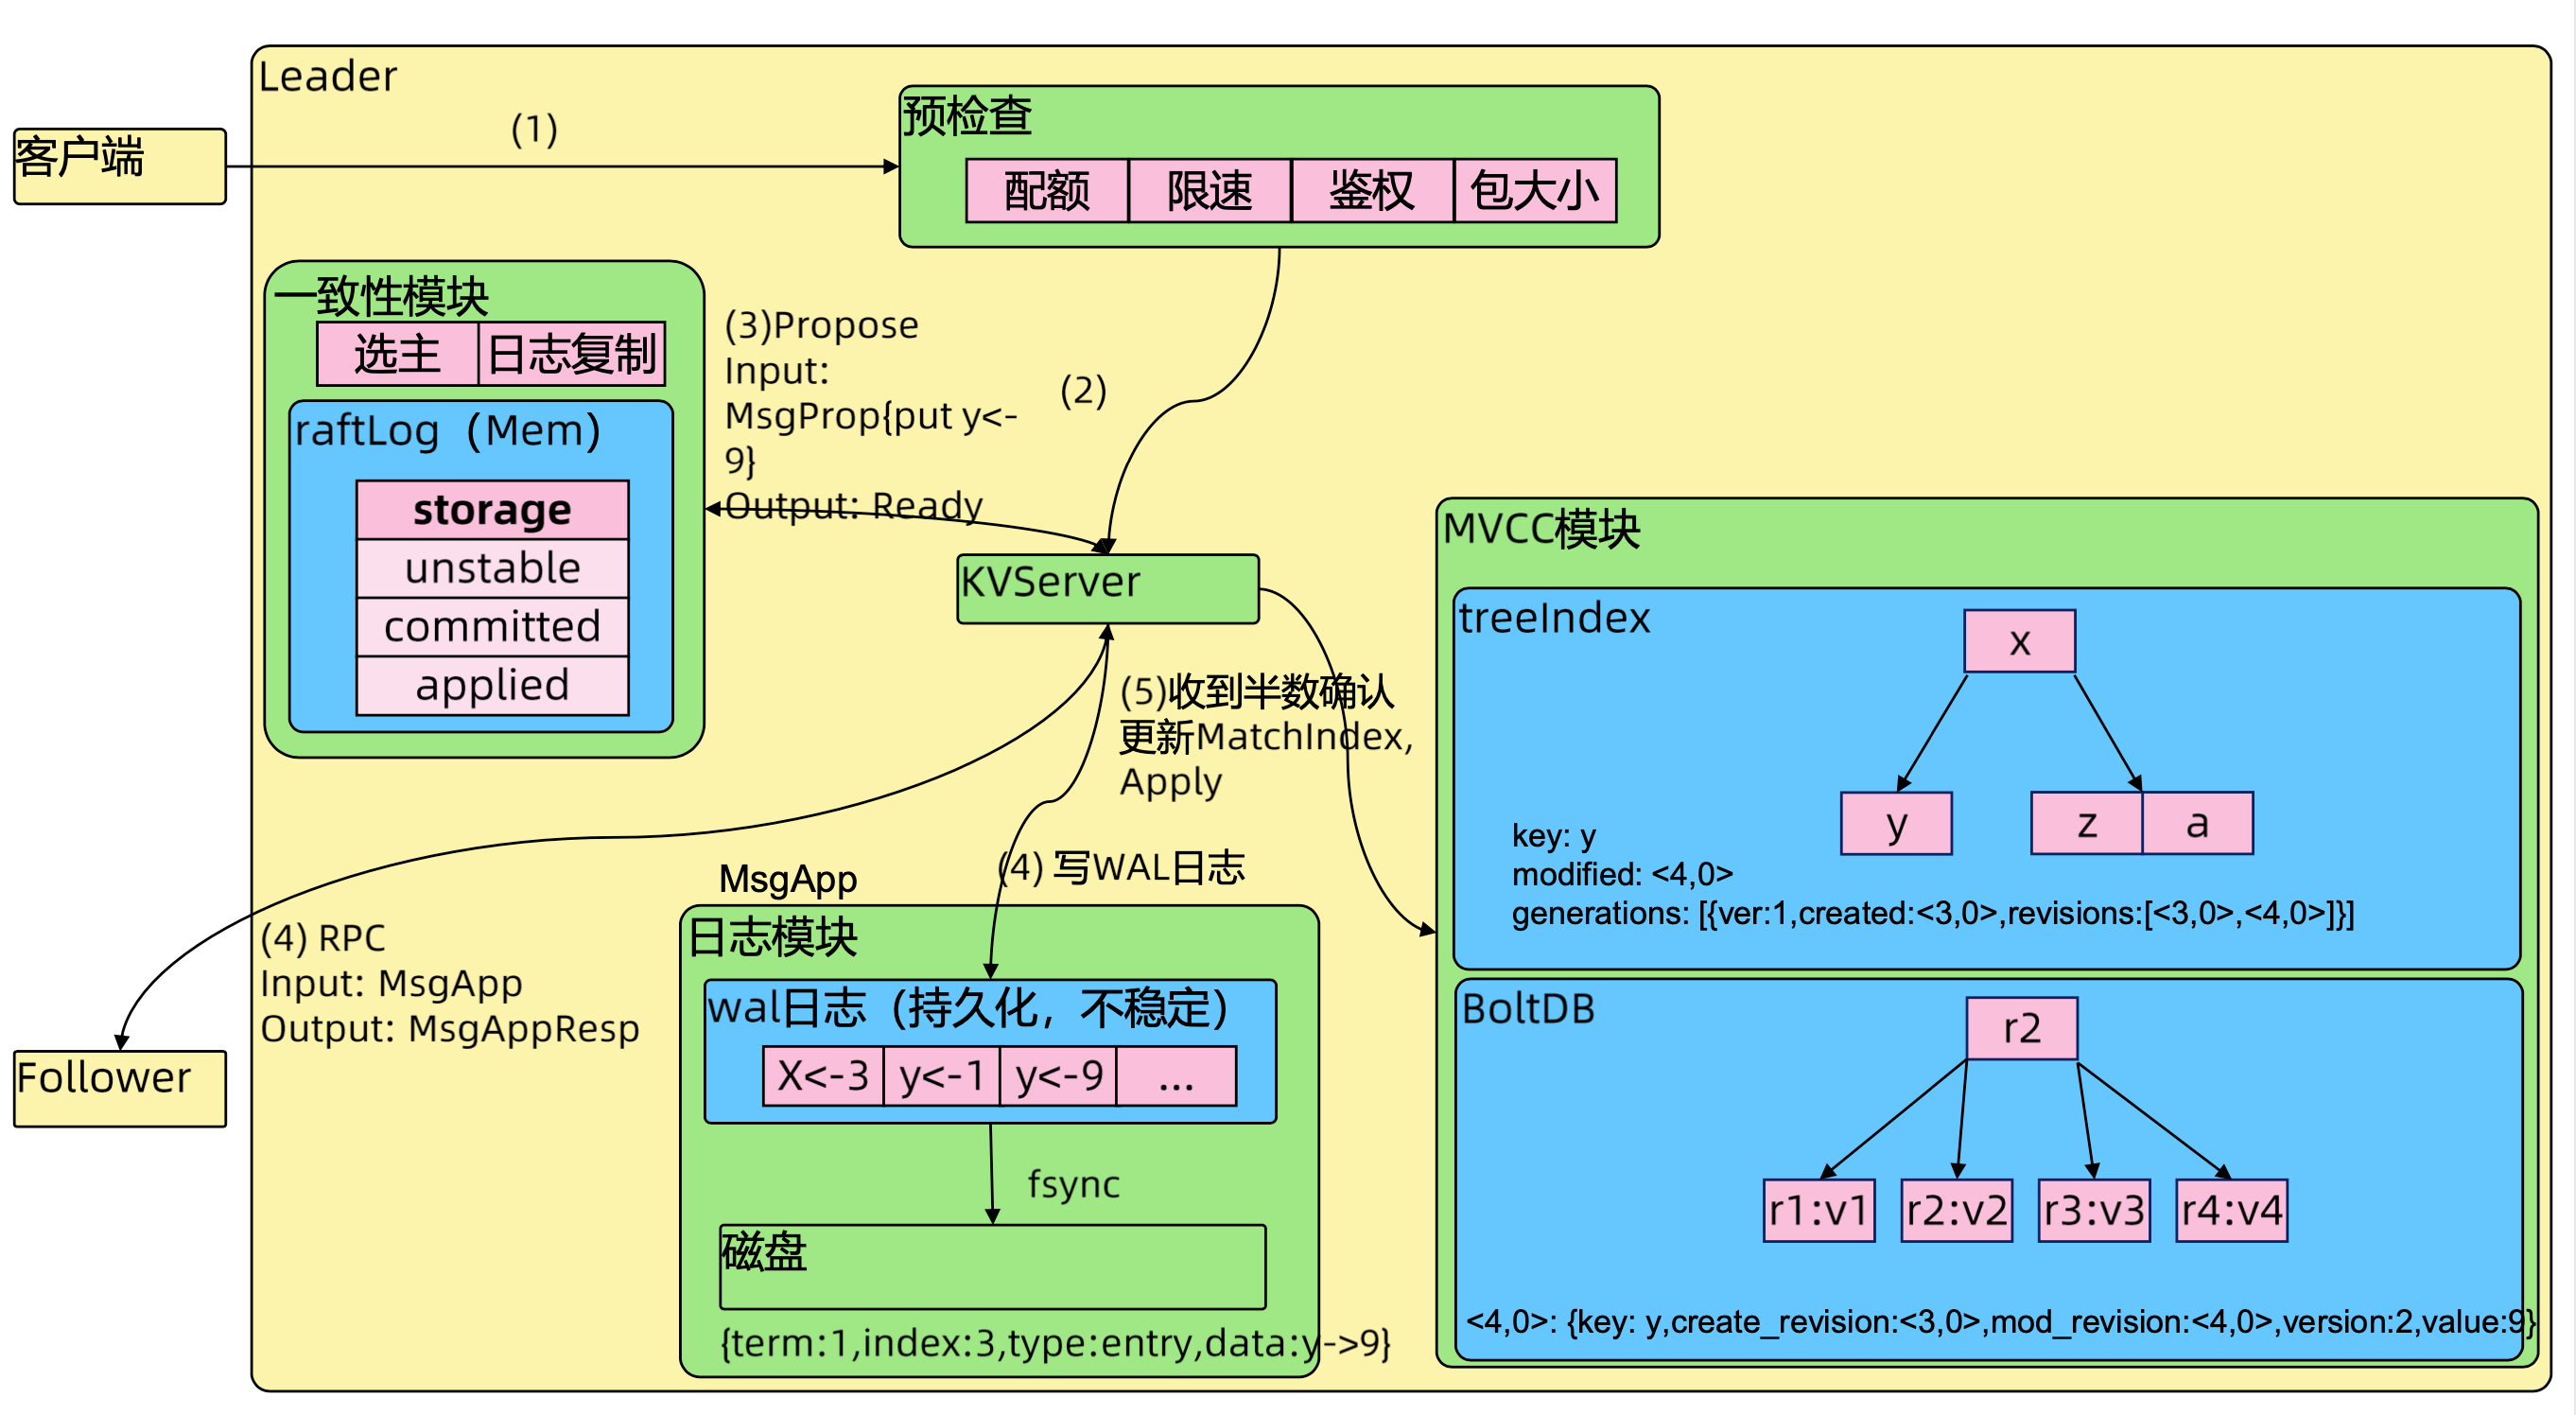 Leader
客户端
(1)
预检查
配额 限速 鉴权 包大小
一致性模块
选主 日志复制
raftLog（Mem）
storage
unstable
committed
applied
(3)Propose
Input:
MsgProp{put y<-
9}
Output: Ready
(2)
KVServer
(5)收到半数确认
更新MatchIndex,
Apply
(4) 写WAL日志
MsgApp
(4) RPC
Input: MsgApp
Output: MsgAppResp
Follower
日志模块
wal日志（持久化，不稳定）
X<-3 y<-1 y<-9 ...
fsync
磁盘
{term:1,index:3,type:entry,data:y->9}
MVCC模块
treeIndex
x
y z a
key: y
modified: <4,0>
generations: [{ver:1,created:<3,0>,revisions:[<3,0>,<4,0>]}]
BoltDB
r2
r1:v1 r2:v2 r3:v3 r4:v4
<4,0>: {key: y,create_revision:<3,0>,mod_revision:<4,0>,version:2,value:9}